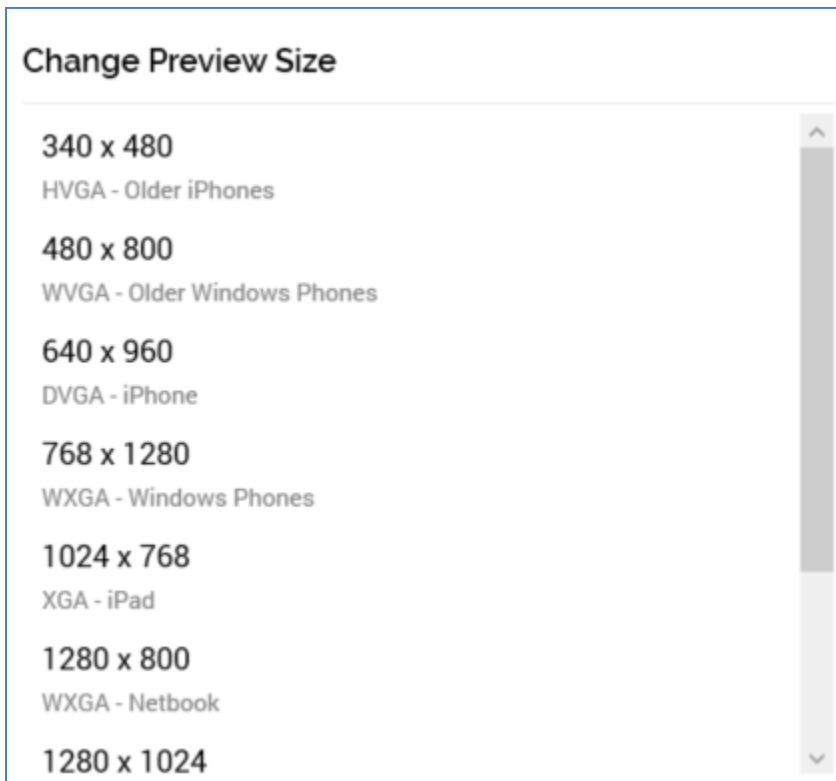 Change Preview Size
340 x 480
HVGA - Older iPhones
480 x 800
WVGA - Older Windows Phones
640 x 960
DVGA - iPhone
768 x 1280
WXGA - Windows Phones
1024 x 768
XGA - iPad
1280 x 800
WXGA - Netbook
1280 x 1024